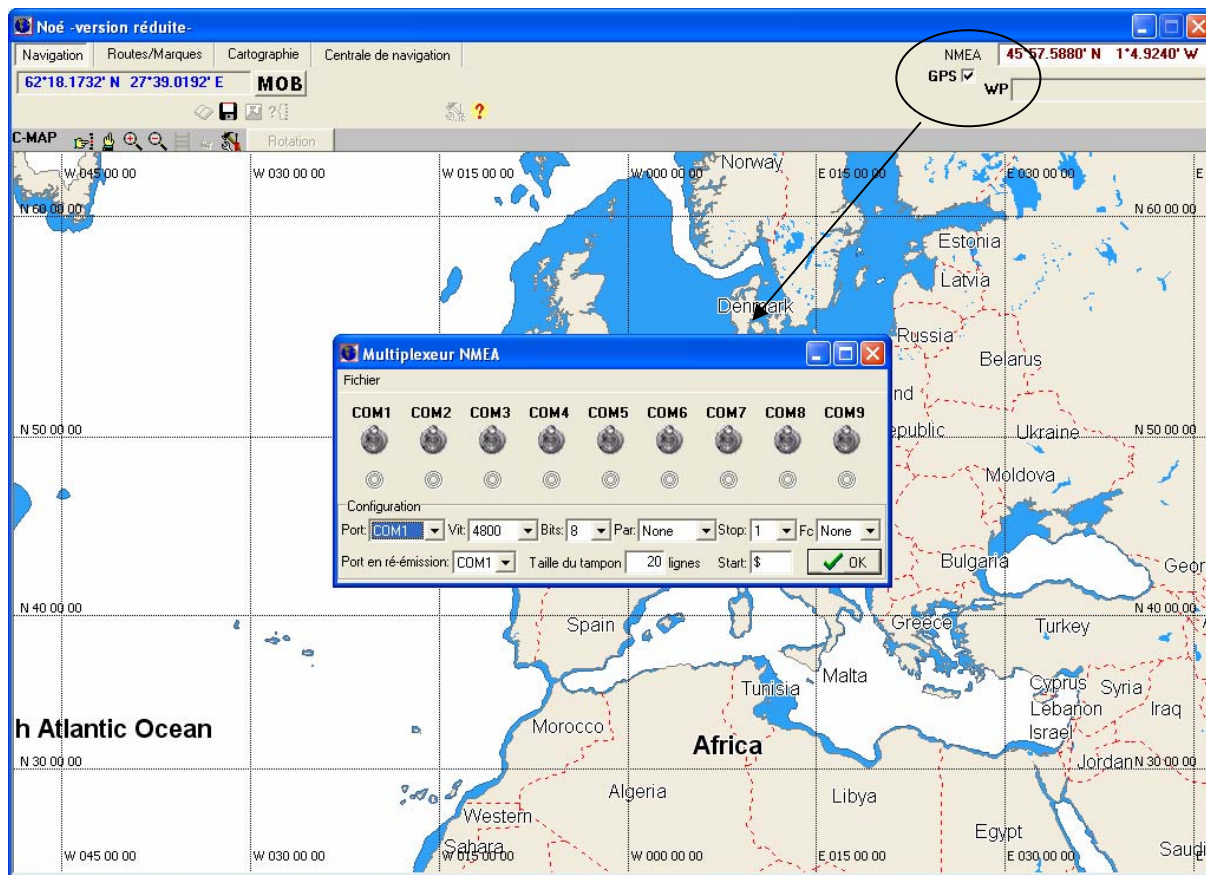 Noé -version réduite-
Navigation Routes/Marques Cartographie Centrale de navigation NMEA 45°57.5880' N 1°4.9240' W
62°18.1732' N 27°39.0192' E MOB GPS WP
?
C-MAP Rotation
W 045 00 00 W 030 00 00 W 015 00 00 W 000 00 00 E 015 00 00 E 030 00 00 E
Norway
N 60 00 00 N 60 00 00
Estonia
Latvia
Denmark
Russia
Belarus
Multiplexeur NMEA
Fichier
nd
COM1 COM2 COM3 COM4 COM5 COM6 COM7 COM8 COM9
N 50 00 00 epublic Ukraine N 50 00 00
Moldova
Configuration
Port: COM1 Vit: 4800 Bits: 8 Par: None Stop: 1 Fc None
Port en ré-émission: COM1 Taille du tampon 20 lignes Start: $ OK
Bulgaria Geor
N 40 00 00 N 40 00 00
Spain Greece Turkey
Malta
Tunisia Cyprus Syria
Lebanon Iraq
Israel
h Atlantic Ocean Morocco Africa
Jordan
N 30 00 00 N 30 00 00
Algeria Libya
Western
Sahara
Egypt
Saudi
W 045 00 00 W 030 00 00 W 015 00 00 W 000 00 00 E 015 00 00 E 030 00 00